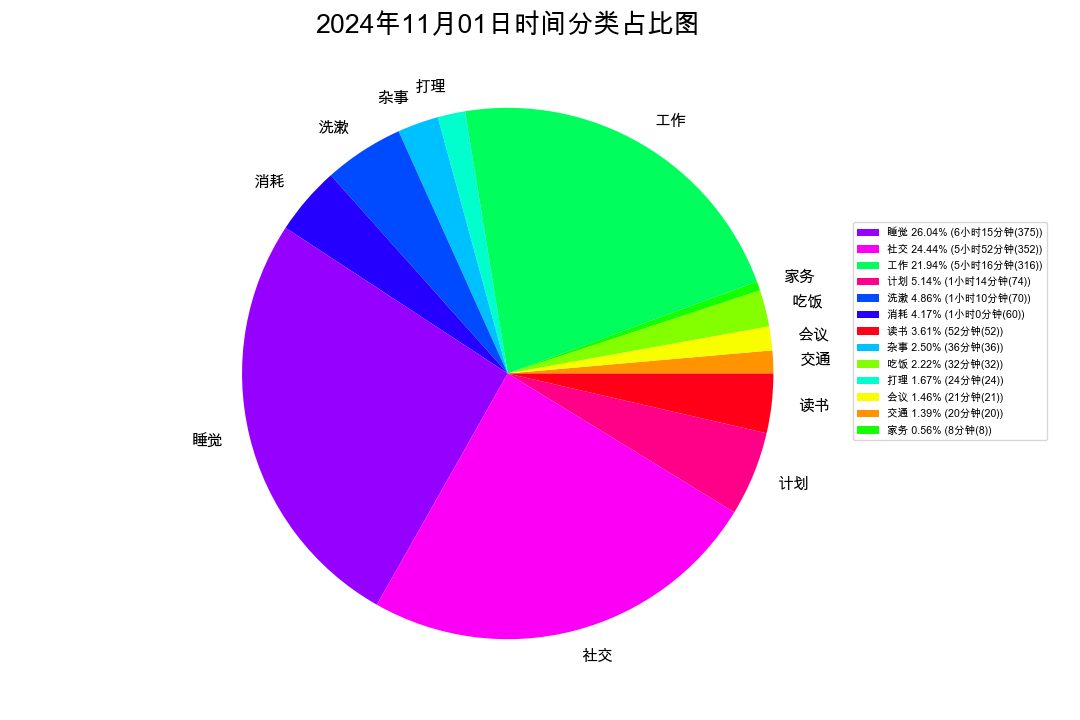 2024年11月01日时间分类占比图
打理
杂事
工作
洗漱
消耗
家务
吃饭
会议
交通
读书
睡觉
计划
社交
睡觉 26.04% (6小时15分钟(375))
社交 24.44% (5小时52分钟(352))
工作 21.94% (5小时16分钟(316))
计划 5.14% (1小时14分钟(74))
洗漱 4.86% (1小时10分钟(70))
消耗 4.17% (1小时0分钟(60))
读书 3.61% (52分钟(52))
杂事 2.50% (36分钟(36))
吃饭 2.22% (32分钟(32))
打理 1.67% (24分钟(24))
会议 1.46% (21分钟(21))
交通 1.39% (20分钟(20))
家务 0.56% (8分钟(8))